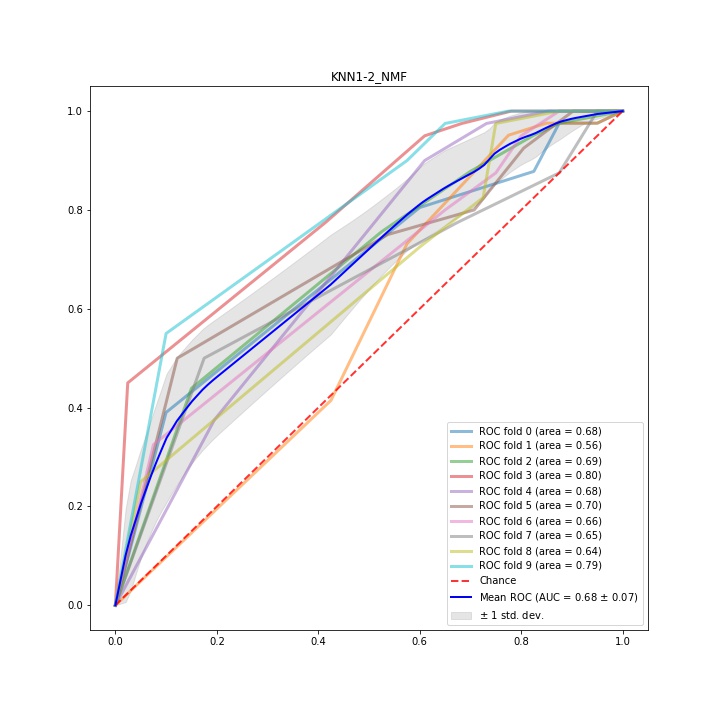 KNN1-2_NMF
1.0
0.8
0.6
0.4
0.2
0.0
0.0 0.2 0.4 0.6 0.8 1.0
ROC fold 0 (area = 0.68)
ROC fold 1 (area = 0.56)
ROC fold 2 (area = 0.69)
ROC fold 3 (area = 0.80)
ROC fold 4 (area = 0.68)
ROC fold 5 (area = 0.70)
ROC fold 6 (area = 0.66)
ROC fold 7 (area = 0.65)
ROC fold 8 (area = 0.64)
ROC fold 9 (area = 0.79)
Chance
Mean ROC (AUC = 0.68 ± 0.07)
± 1 std. dev.